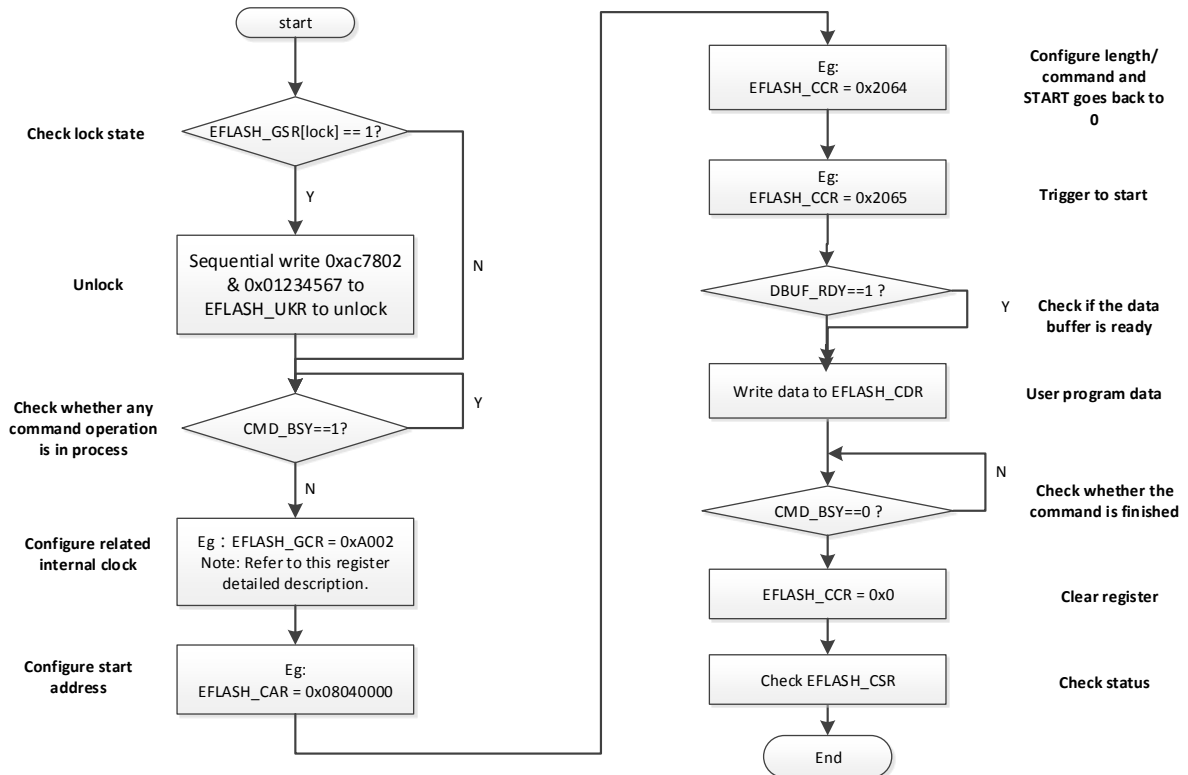 start
Check lock state
EFLASH_GSR[lock] == 1?
Y
N
Unlock
Sequential write 0xac7802
& 0x01234567 to
EFLASH_UKR to unlock
Check whether any
command operation
is in process
CMD_BSY==1?
Y
N
Configure related
internal clock
Eg：EFLASH_GCR = 0xA002
Note: Refer to this register
detailed description.
Configure start
address
Eg:
EFLASH_CAR = 0x08040000
Eg:
EFLASH_CCR = 0x2064
Configure length/
command and
START goes back to
0
Eg:
EFLASH_CCR = 0x2065
Trigger to start
DBUF_RDY==1 ?
Y
Check if the data
buffer is ready
Write data to EFLASH_CDR
User program data
N
CMD_BSY==0 ?
Check whether the
command is finished
EFLASH_CCR = 0x0
Clear register
Check EFLASH_CSR
Check status
End